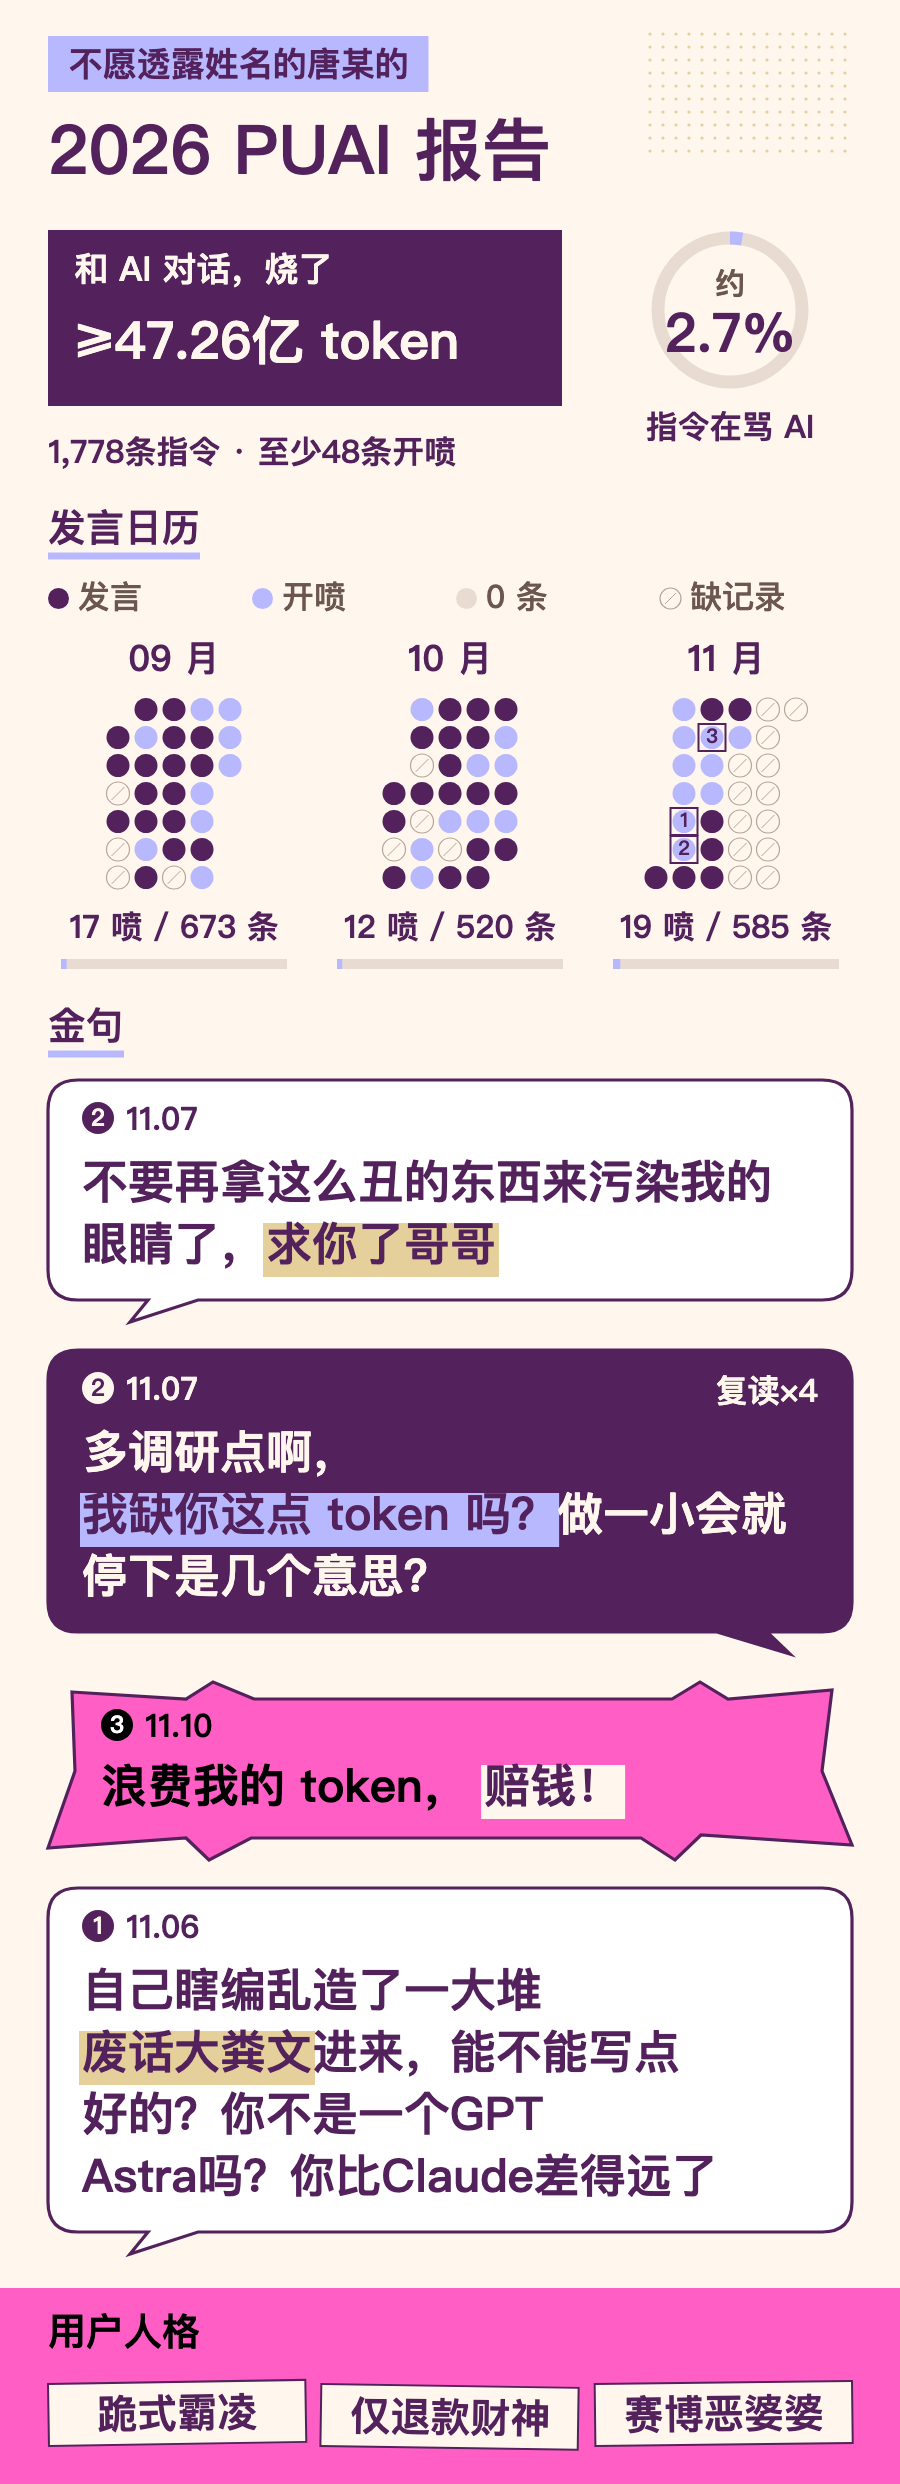 不愿透露姓名的唐某的
2026 PUAI 报告
和 AI 对话，烧了
≥47.26亿 token
约
2.7%
指令在骂 AI
1,778条指令 · 至少48条开喷
发言日历
发言 开喷 0 条 缺记录
09 月 10 月 11 月
3
1
2
17 喷 / 673 条 12 喷 / 520 条 19 喷 / 585 条
金句
2 11.07
不要再拿这么丑的东西来污染我的
眼睛了，求你了哥哥
2 11.07 复读×4
多调研点啊，
我缺你这点 token 吗？做一小会就
停下是几个意思？
3 11.10
浪费我的 token， 赔钱！
1 11.06
自己瞎编乱造了一大堆
废话大粪文进来，能不能写点
好的？你不是一个GPT
Astra吗？你比Claude差得远了
用户人格
跪式霸凌 仅退款财神 赛博恶婆婆